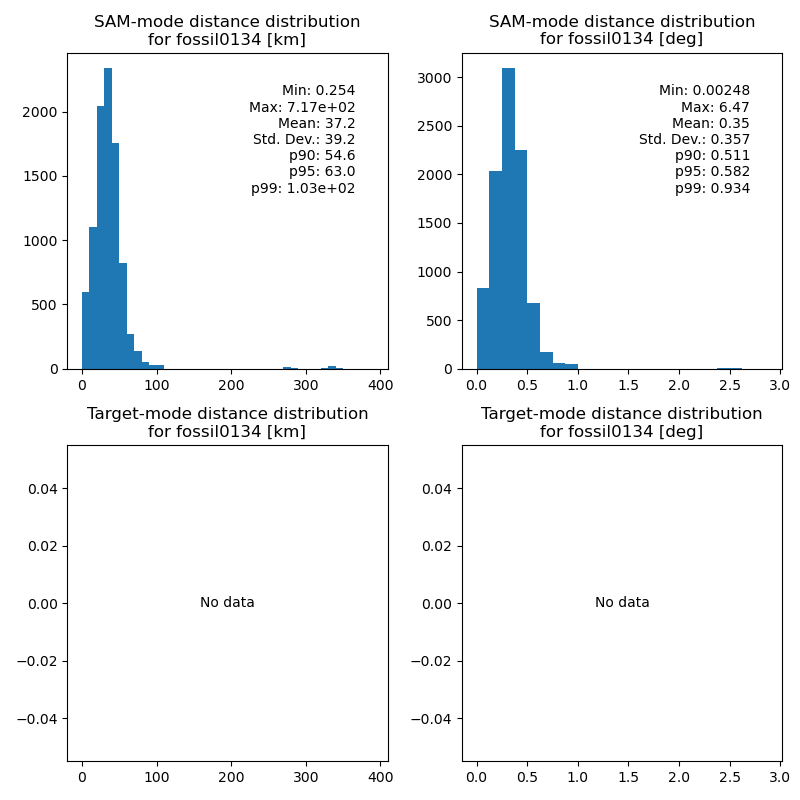 SAM-mode distance distribution
for fossil0134 [km]
Min: 0.254
Max: 7.17e+02
Mean: 37.2
Std. Dev.: 39.2
p90: 54.6
p95: 63.0
p99: 1.03e+02
2000
1500
1000
500
0
0 100 200 300 400
SAM-mode distance distribution
for fossil0134 [deg]
Min: 0.00248
Max: 6.47
Mean: 0.35
Std. Dev.: 0.357
p90: 0.511
p95: 0.582
p99: 0.934
3000
2500
2000
1500
1000
500
0
0.0 0.5 1.0 1.5 2.0 2.5 3.0
Target-mode distance distribution
for fossil0134 [km]
0.04
0.02
0.00
−0.02
−0.04
No data
0 100 200 300 400
Target-mode distance distribution
for fossil0134 [deg]
0.04
0.02
0.00
−0.02
−0.04
No data
0.0 0.5 1.0 1.5 2.0 2.5 3.0